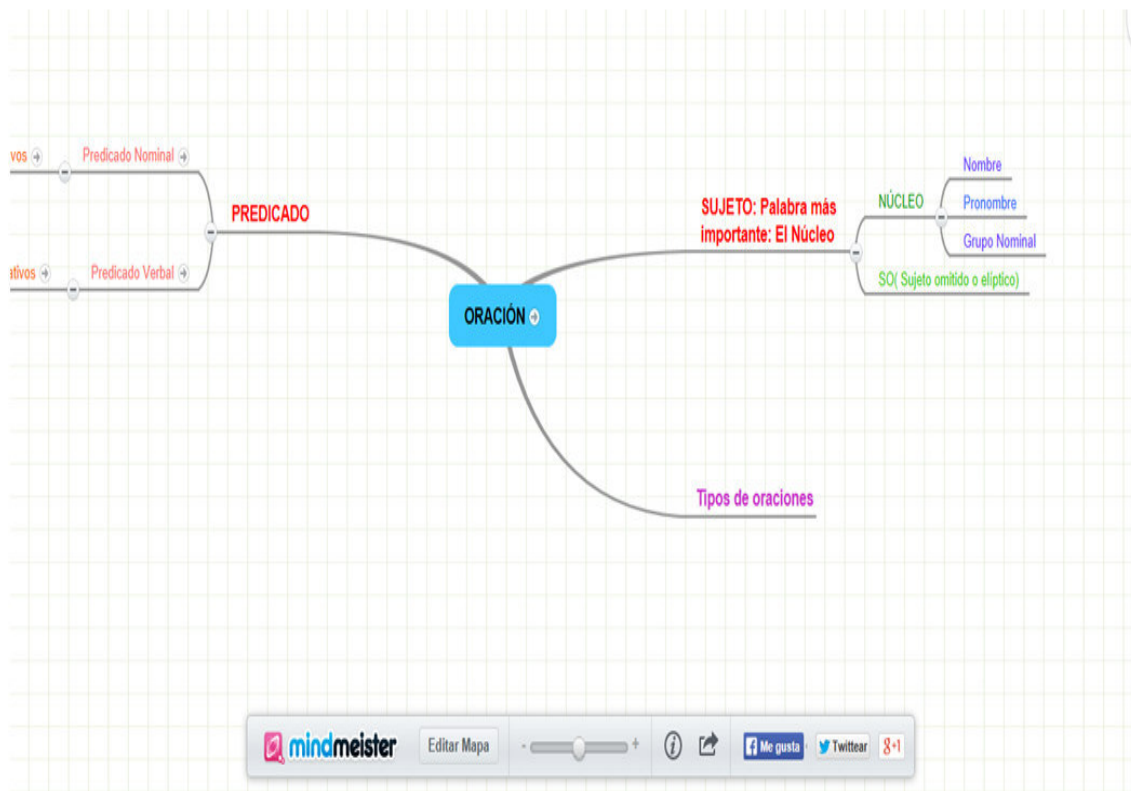 vos
Predicado Nominal
PREDICADO
ativos
Predicado Verbal
ORACIÓN
SUJETO: Palabra más
importante: El Núcleo
NÚCLEO
Nombre
Pronombre
Grupo Nominal
SO( Sujeto omitido o elíptico)
Tipos de oraciones
mindmeister Editar Mapa - + i Me gusta Twittear g+1